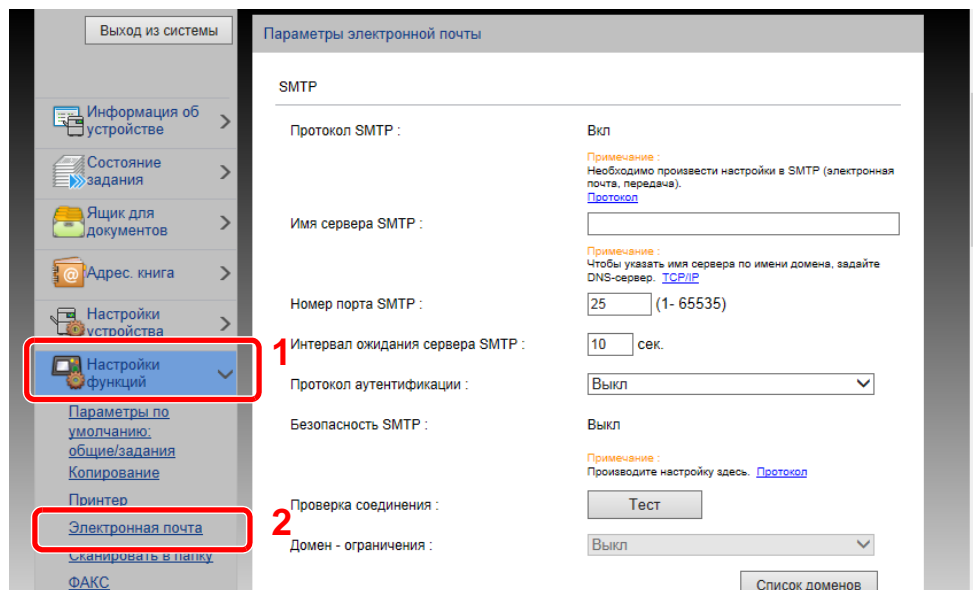 Выход из системы
Информация об
устройстве
Состояние
задания
Ящик для
документов
Адрес. книга
Настройки
устройства
Настройки
функций
1
Параметры по
умолчанию:
общие/задания
Копирование
Принтер
Электронная почта
2
Сканировать в папку
ФАКС
Параметры электронной почты
SMTP
Протокол SMTP :
Вкл
Примечание :
Необходимо произвести настройки в SMTP (электронная
почта, передача).
Протокол
Имя сервера SMTP :
Примечание :
Чтобы указать имя сервера по имени домена, задайте
DNS-сервер. TCP/IP
Номер порта SMTP :
25 (1- 65535)
Интервал ожидания сервера SMTP :
10 сек.
Протокол аутентификации :
Выкл
Безопасность SMTP :
Выкл
Примечание :
Производите настройку здесь. Протокол
Проверка соединения :
Тест
Домен - ограничения :
Выкл
Список доменов